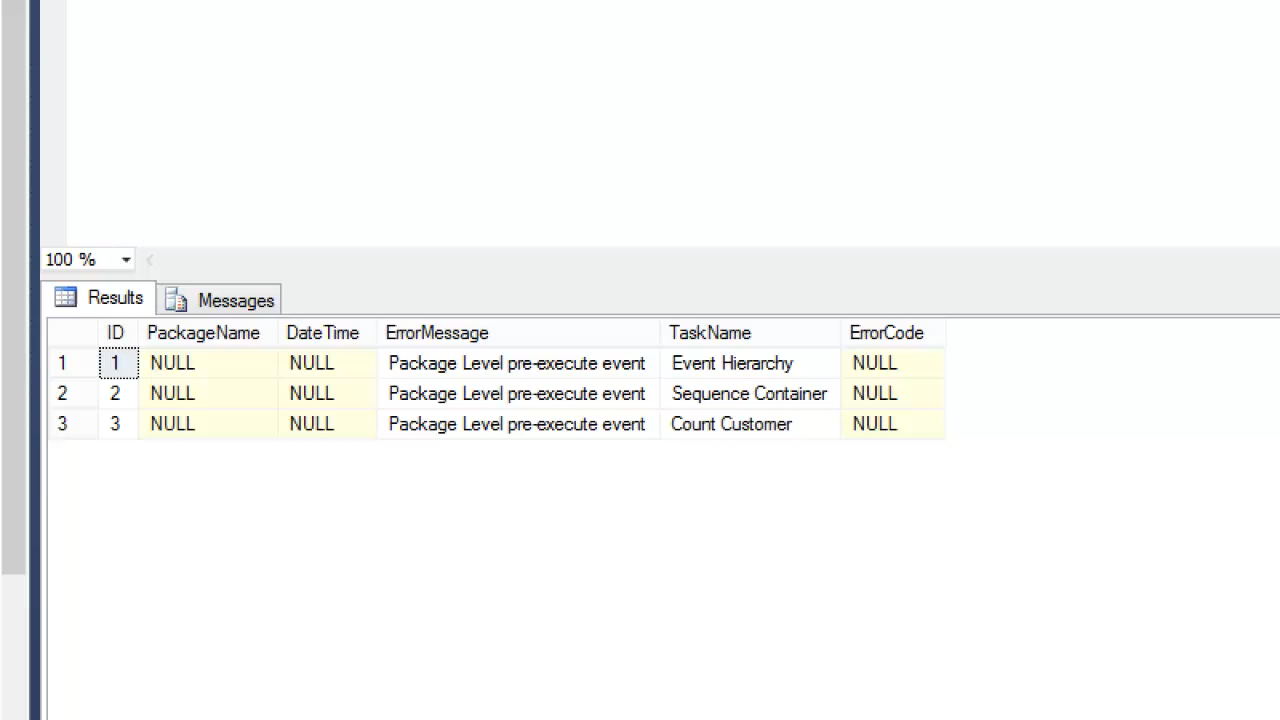 100 %
Results Messages
ID PackageName DateTime ErrorMessage TaskName ErrorCode
1 1 NULL NULL Package Level pre-execute event Event Hierarchy NULL
2 2 NULL NULL Package Level pre-execute event Sequence Container NULL
3 3 NULL NULL Package Level pre-execute event Count Customer NULL